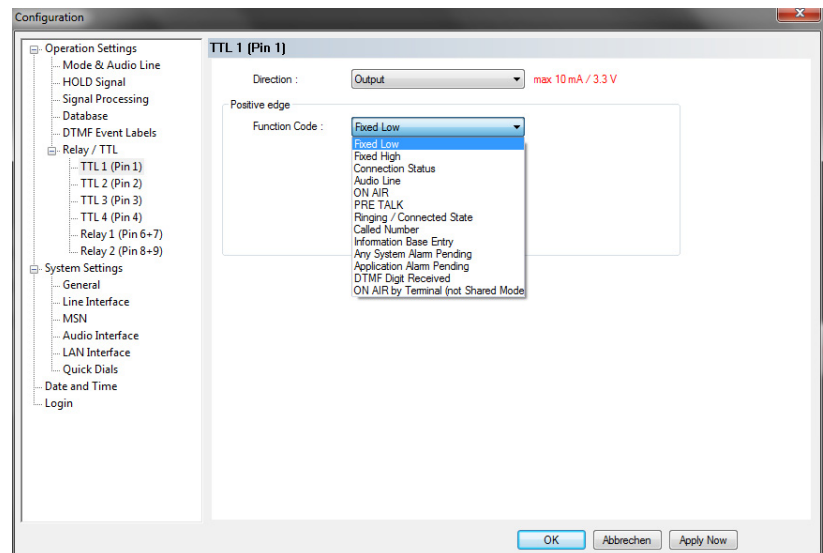 Configuration
Operation Settings
Mode & Audio Line
HOLD Signal
Signal Processing
Database
DTMF Event Labels
Relay / TTL
TTL 1 (Pin 1)
TTL 2 (Pin 2)
TTL 3 (Pin 3)
TTL 4 (Pin 4)
Relay 1 (Pin 6+7)
Relay 2 (Pin 8+9)
System Settings
General
Line Interface
MSN
Audio Interface
LAN Interface
Quick Dials
Date and Time
Login
TTL 1 (Pin 1)
Direction : Output max 10 mA / 3.3 V
Positive edge
Function Code : Fixed Low
Fixed Low
Fixed High
Connection Status
Audio Line
ON AIR
PRE TALK
Ringing / Connected State
Called Number
Information Base Entry
Any System Alarm Pending
Application Alarm Pending
DTMF Digit Received
ON AIR by Terminal (not Shared Mode
OK Abbrechen Apply Now